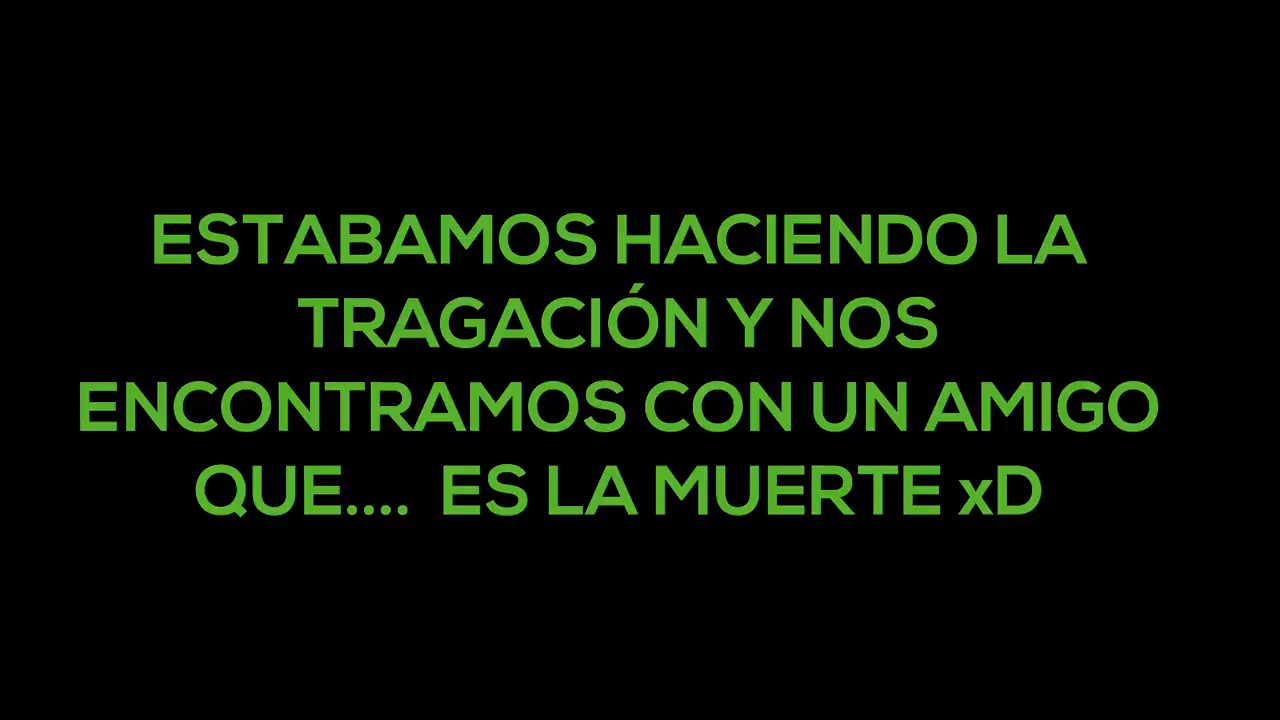 ESTABAMOS HACIENDO LA
TRAGACIÓN Y NOS
ENCONTRAMOS CON UN AMIGO
QUE....  ES LA MUERTE xD